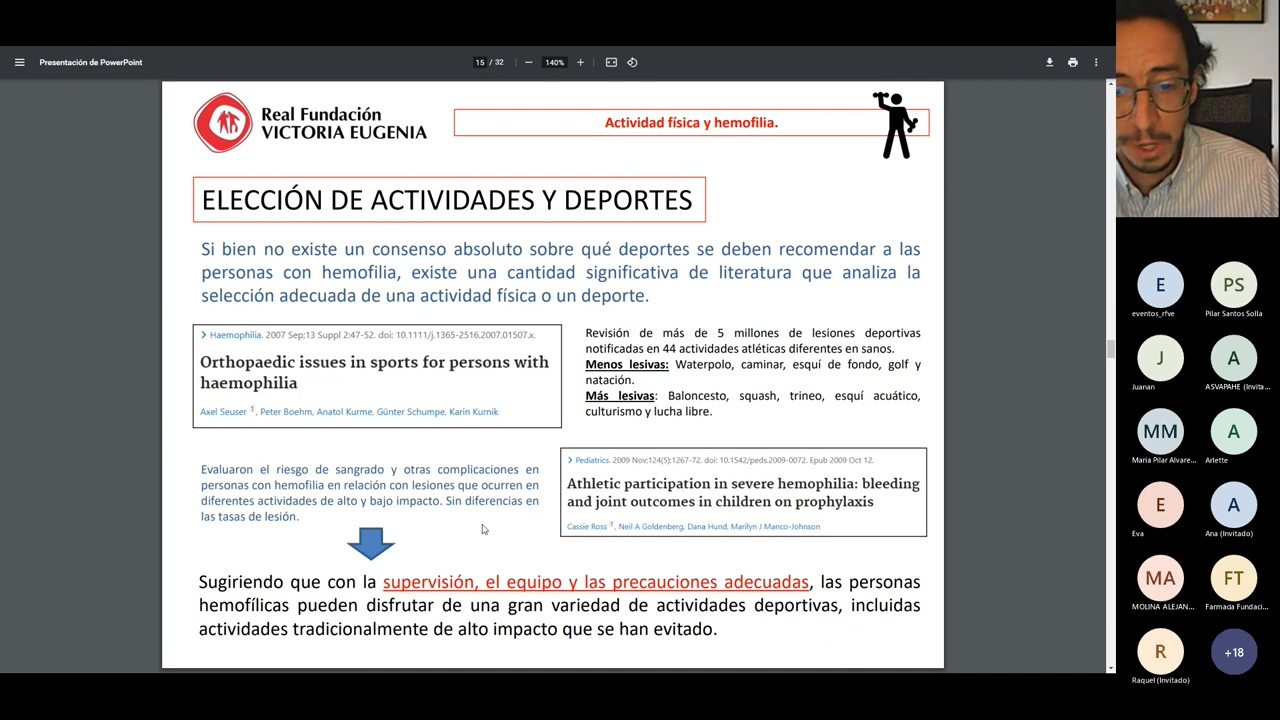 Presentación de PowerPoint
15 / 32
140%
Real Fundación
VICTORIA EUGENIA
Actividad física y hemofilia.
ELECCIÓN DE ACTIVIDADES Y DEPORTES
Si bien no existe un consenso absoluto sobre qué deportes se deben recomendar a las
personas con hemofilia, existe una cantidad significativa de literatura que analiza la
selección adecuada de una actividad física o un deporte.
Haemophilia. 2007 Sep;13 Suppl 2:47-52. doi: 10.1111/j.1365-2516.2007.01507.x.
Orthopaedic issues in sports for persons with
haemophilia
Axel Seuser 1, Peter Boehm, Anatol Kurme, Günter Schumpe, Karin Kurnik
Revisión de más de 5 millones de lesiones deportivas
notificadas en 44 actividades atléticas diferentes en sanos.
Menos lesivas: Waterpolo, caminar, esquí de fondo, golf y
natación.
Más lesivas: Baloncesto, squash, trineo, esquí acuático,
culturismo y lucha libre.
Evaluaron el riesgo de sangrado y otras complicaciones en
personas con hemofilia en relación con lesiones que ocurren en
diferentes actividades de alto y bajo impacto. Sin diferencias en
las tasas de lesión.
Pediatrics. 2009 Nov;124(5):1267-72. doi: 10.1542/peds.2009-0072. Epub 2009 Oct 12.
Athletic participation in severe hemophilia: bleeding
and joint outcomes in children on prophylaxis
Cassie Ross 1, Neil A Goldenberg, Dana Hund, Marilyn J Manco-Johnson
Sugiriendo que con la supervisión, el equipo y las precauciones adecuadas, las personas
hemofílicas pueden disfrutar de una gran variedad de actividades deportivas, incluidas
actividades tradicionalmente de alto impacto que se han evitado.
E
eventos_rfve
PS
Pilar Santos Solla
J
Juanan
A
ASVAPAHE (Invita...
MM
Maria Pilar Alvare...
A
Arlette
E
Eva
A
Ana (Invitado)
MA
MOLINA ALEJAN...
FT
Farmada Fundaci...
R
Raquel (Invitado)
+18